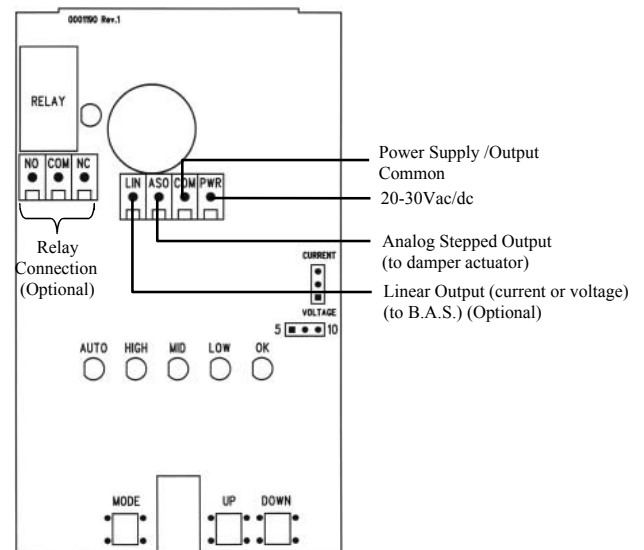 0001190 Rev.1
RELAY
NO COM NC
LIN ASO COM PWR
Power Supply /Output
Common
20-30Vac/dc
Analog Stepped Output
(to damper actuator)
Linear Output (current or voltage)
(to B.A.S.) (Optional)
Relay
Connection
(Optional)
CURRENT
VOLTAGE
5 10
AUTO HIGH MID LOW OK
MODE UP DOWN